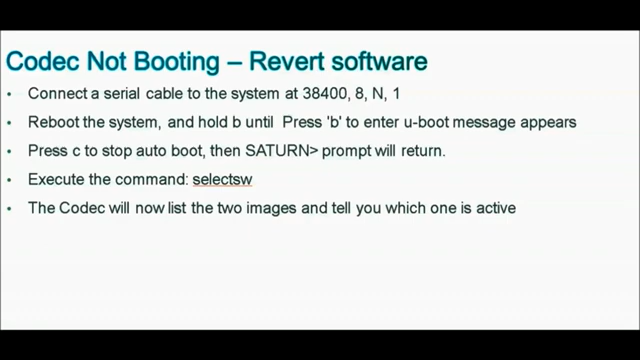 Codec Not Booting – Revert software
• Connect a serial cable to the system at 38400, 8, N, 1
• Reboot the system, and hold b until Press 'b' to enter u-boot message appears
• Press c to stop auto boot, then SATURN> prompt will return.
• Execute the command: selectsw
• The Codec will now list the two images and tell you which one is active